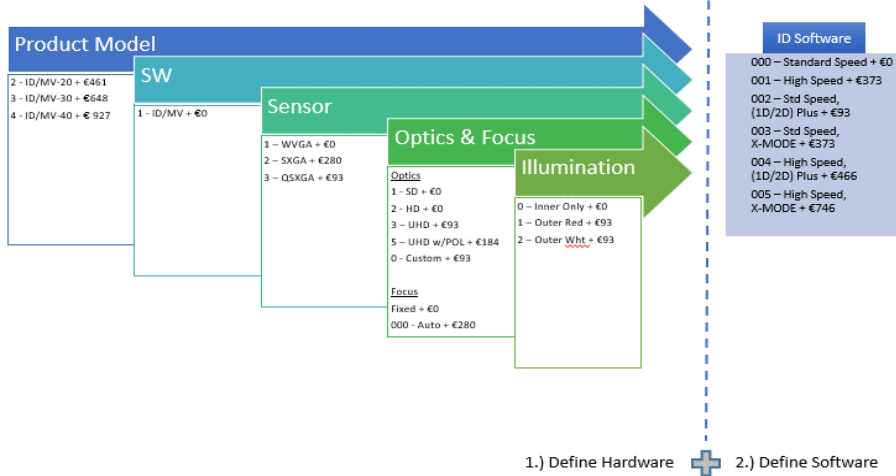 Product Model
2 - ID/MV-20 + €461
3 - ID/MV-30 + €648
4 - ID/MV-40 + € 927
SW
1 - ID/MV + €0
Sensor
1 – WVGA + €0
2 – SXGA + €280
3 – QSXGA + €93
Optics & Focus
Optics
1 - SD + €0
2 – HD + €0
3 – UHD + €93
5 – UHD w/POL + €184
0 - Custom + €93
Focus
Fixed + €0
000 - Auto + €280
Illumination
0 – Inner Only + €0
1 – Outer Red + €93
2 – Outer Wht + €93
ID Software
000 – Standard Speed + €0
001 – High Speed + €373
002 – Std Speed,
(1D/2D) Plus + €93
003 – Std Speed,
X-MODE + €373
004 – High Speed,
(1D/2D) Plus + €466
005 – High Speed,
X-MODE + €746
1.) Define Hardware
2.) Define Software